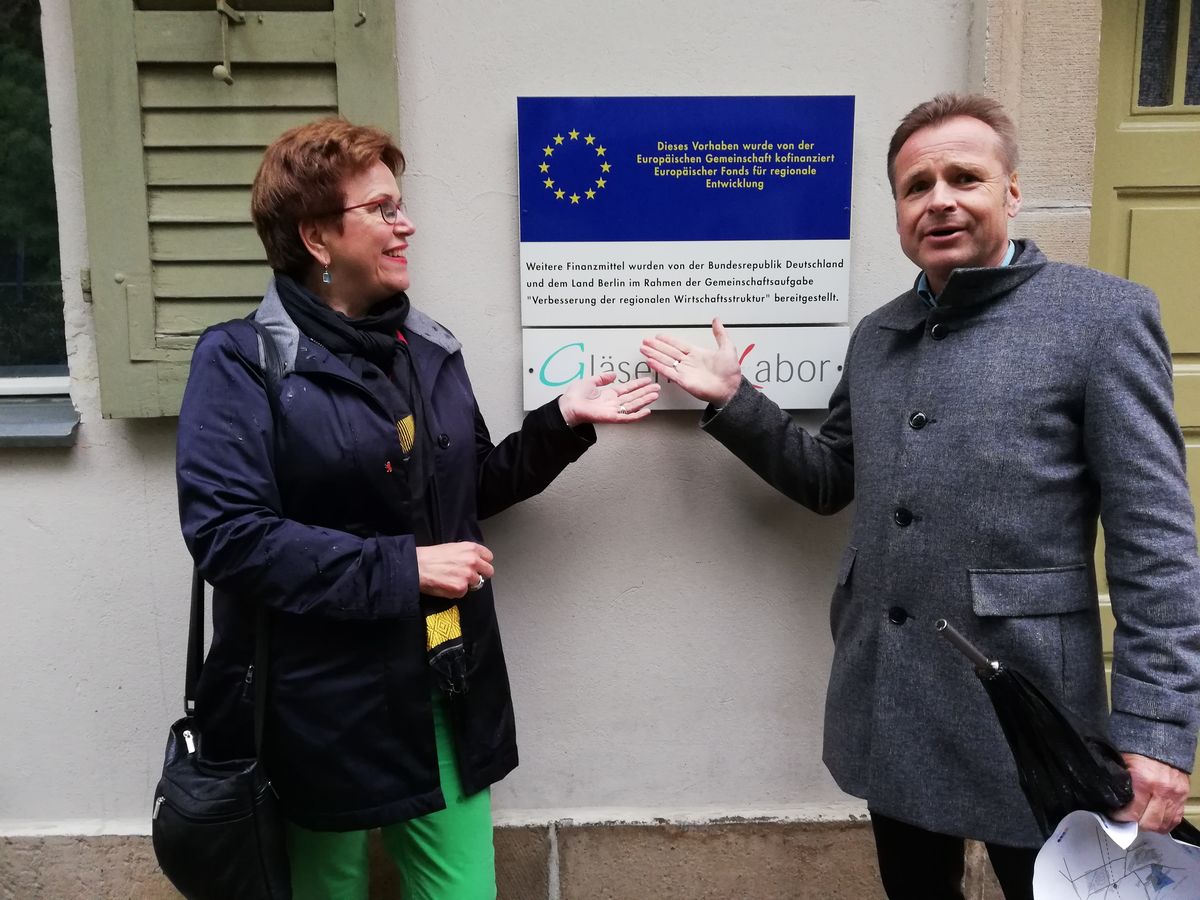 Dieses Vorhaben wurde von der
Europäischen Gemeinschaft kofinanziert
Europäischer Fonds für regionale
Entwicklung
Weitere Finanzmittel wurden von der Bundesrepublik Deutschland
und dem Land Berlin im Rahmen der Gemeinschaftsaufgabe
"Verbesserung der regionalen Wirtschaftsstruktur" bereitgestellt.